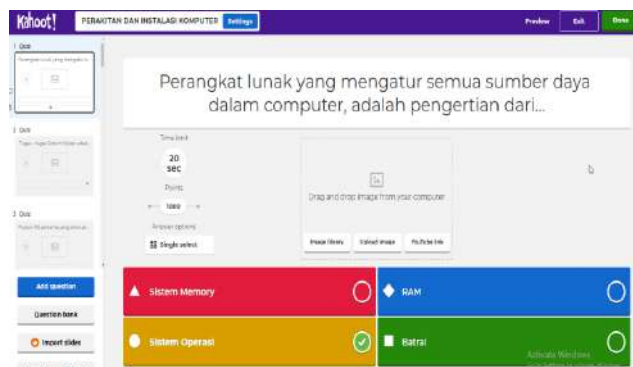 Kahoot!
PERAKITAN DAN INSTALASI KOMPUTER
Settings
Preview
Exit
Done
1 Quiz
2 Quiz
3 Quiz
Add question
Question bank
Import slides
Perangkat lunak yang mengatur semua sumber daya
dalam computer, adalah pengertian dari...
Time limit
20
sec
Points
1000
Answer options
Single select
Drag and drop image from your computer
Image library
Upload image
YouTube link
Sistem Memory
RAM
Sistem Operasi
Batrai
Activate Windows